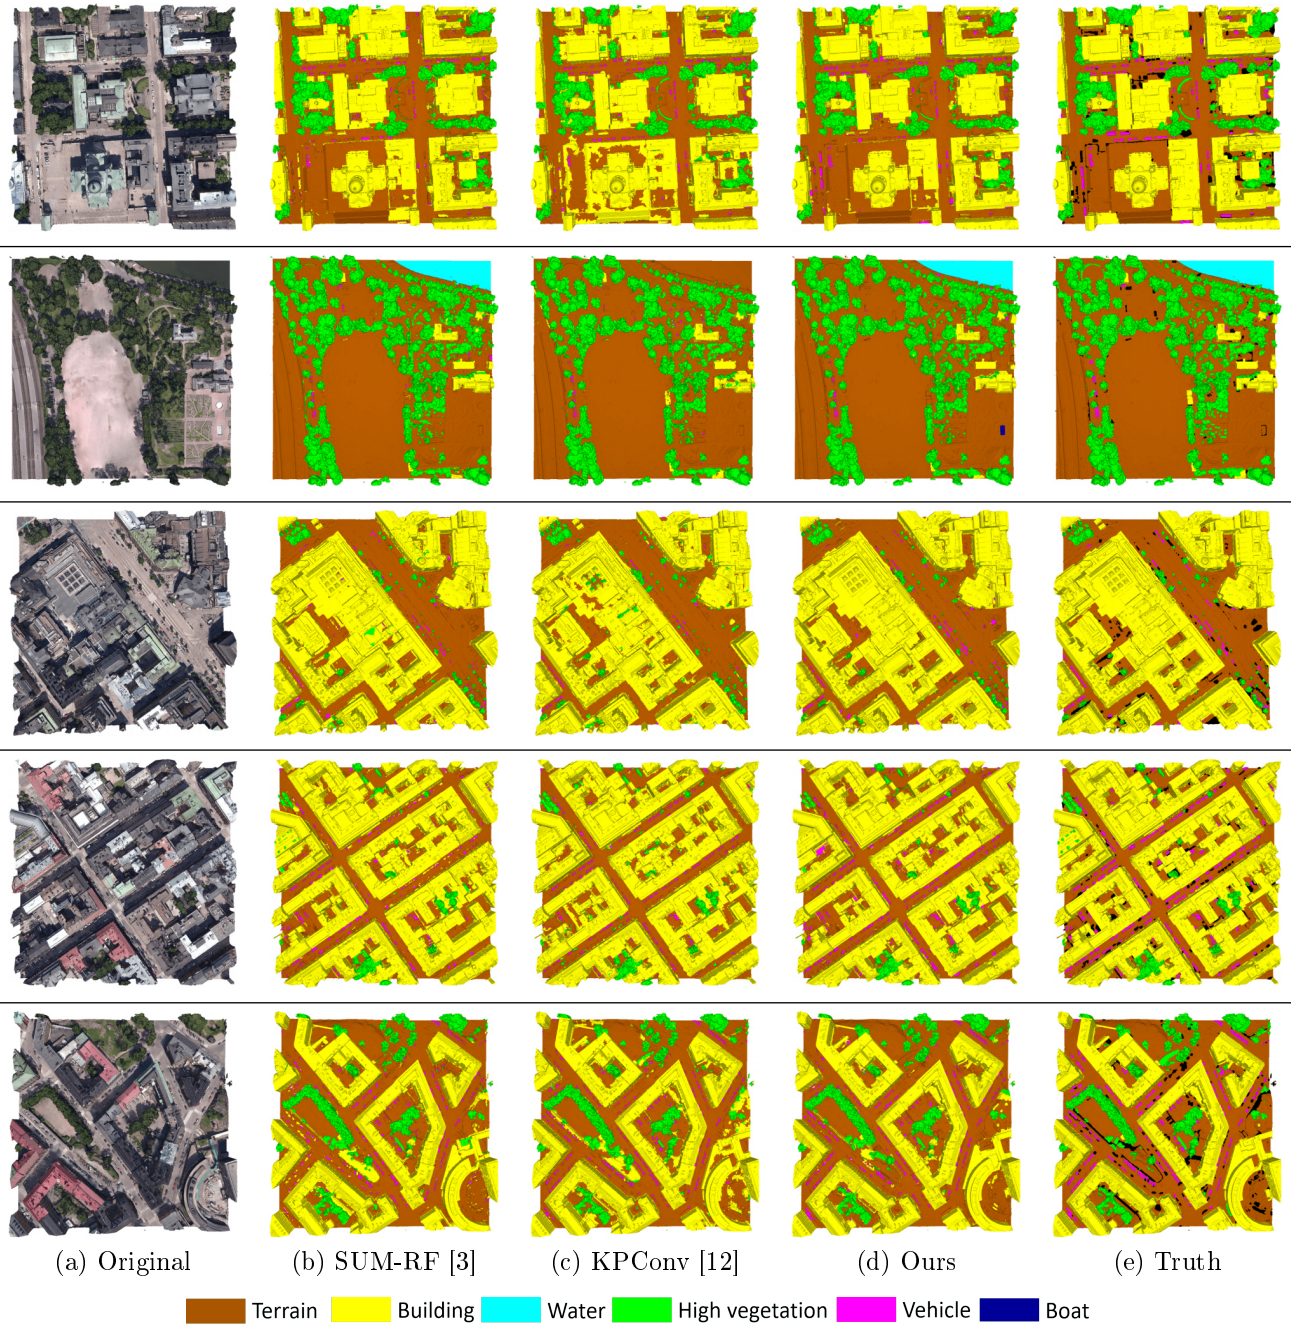 (a) Original (b) SUM-RF [3] (c) KPConv [12] (d) Ours (e) Truth
Terrain Building Water High vegetation Vehicle Boat